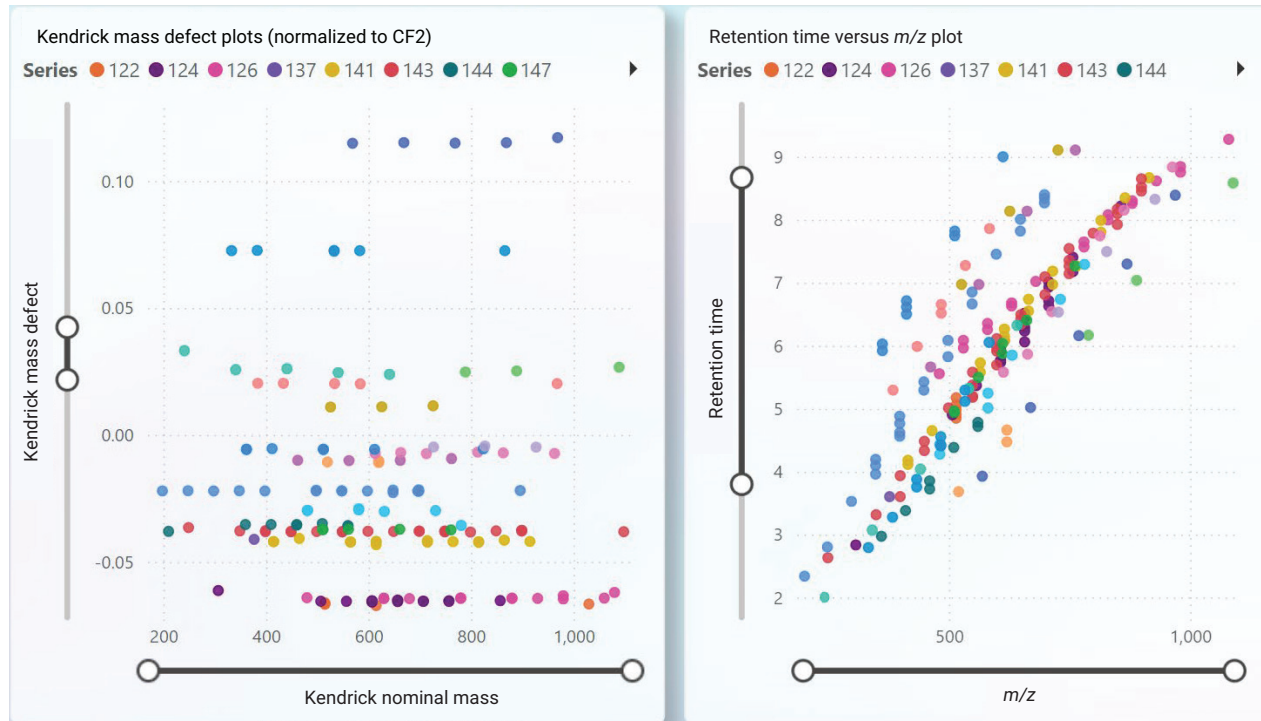 Kendrick mass defect plots (normalized to CF2)
Series 122 124 126 137 141 143 144 147
0.10
0.05
0.00
-0.05
Kendrick mass defect
200 400 600 800 1,000
Kendrick nominal mass
Retention time versus m/z plot
Series 122 124 126 137 141 143 144
9
8
7
6
5
4
3
2
Retention time
500 1,000
m/z